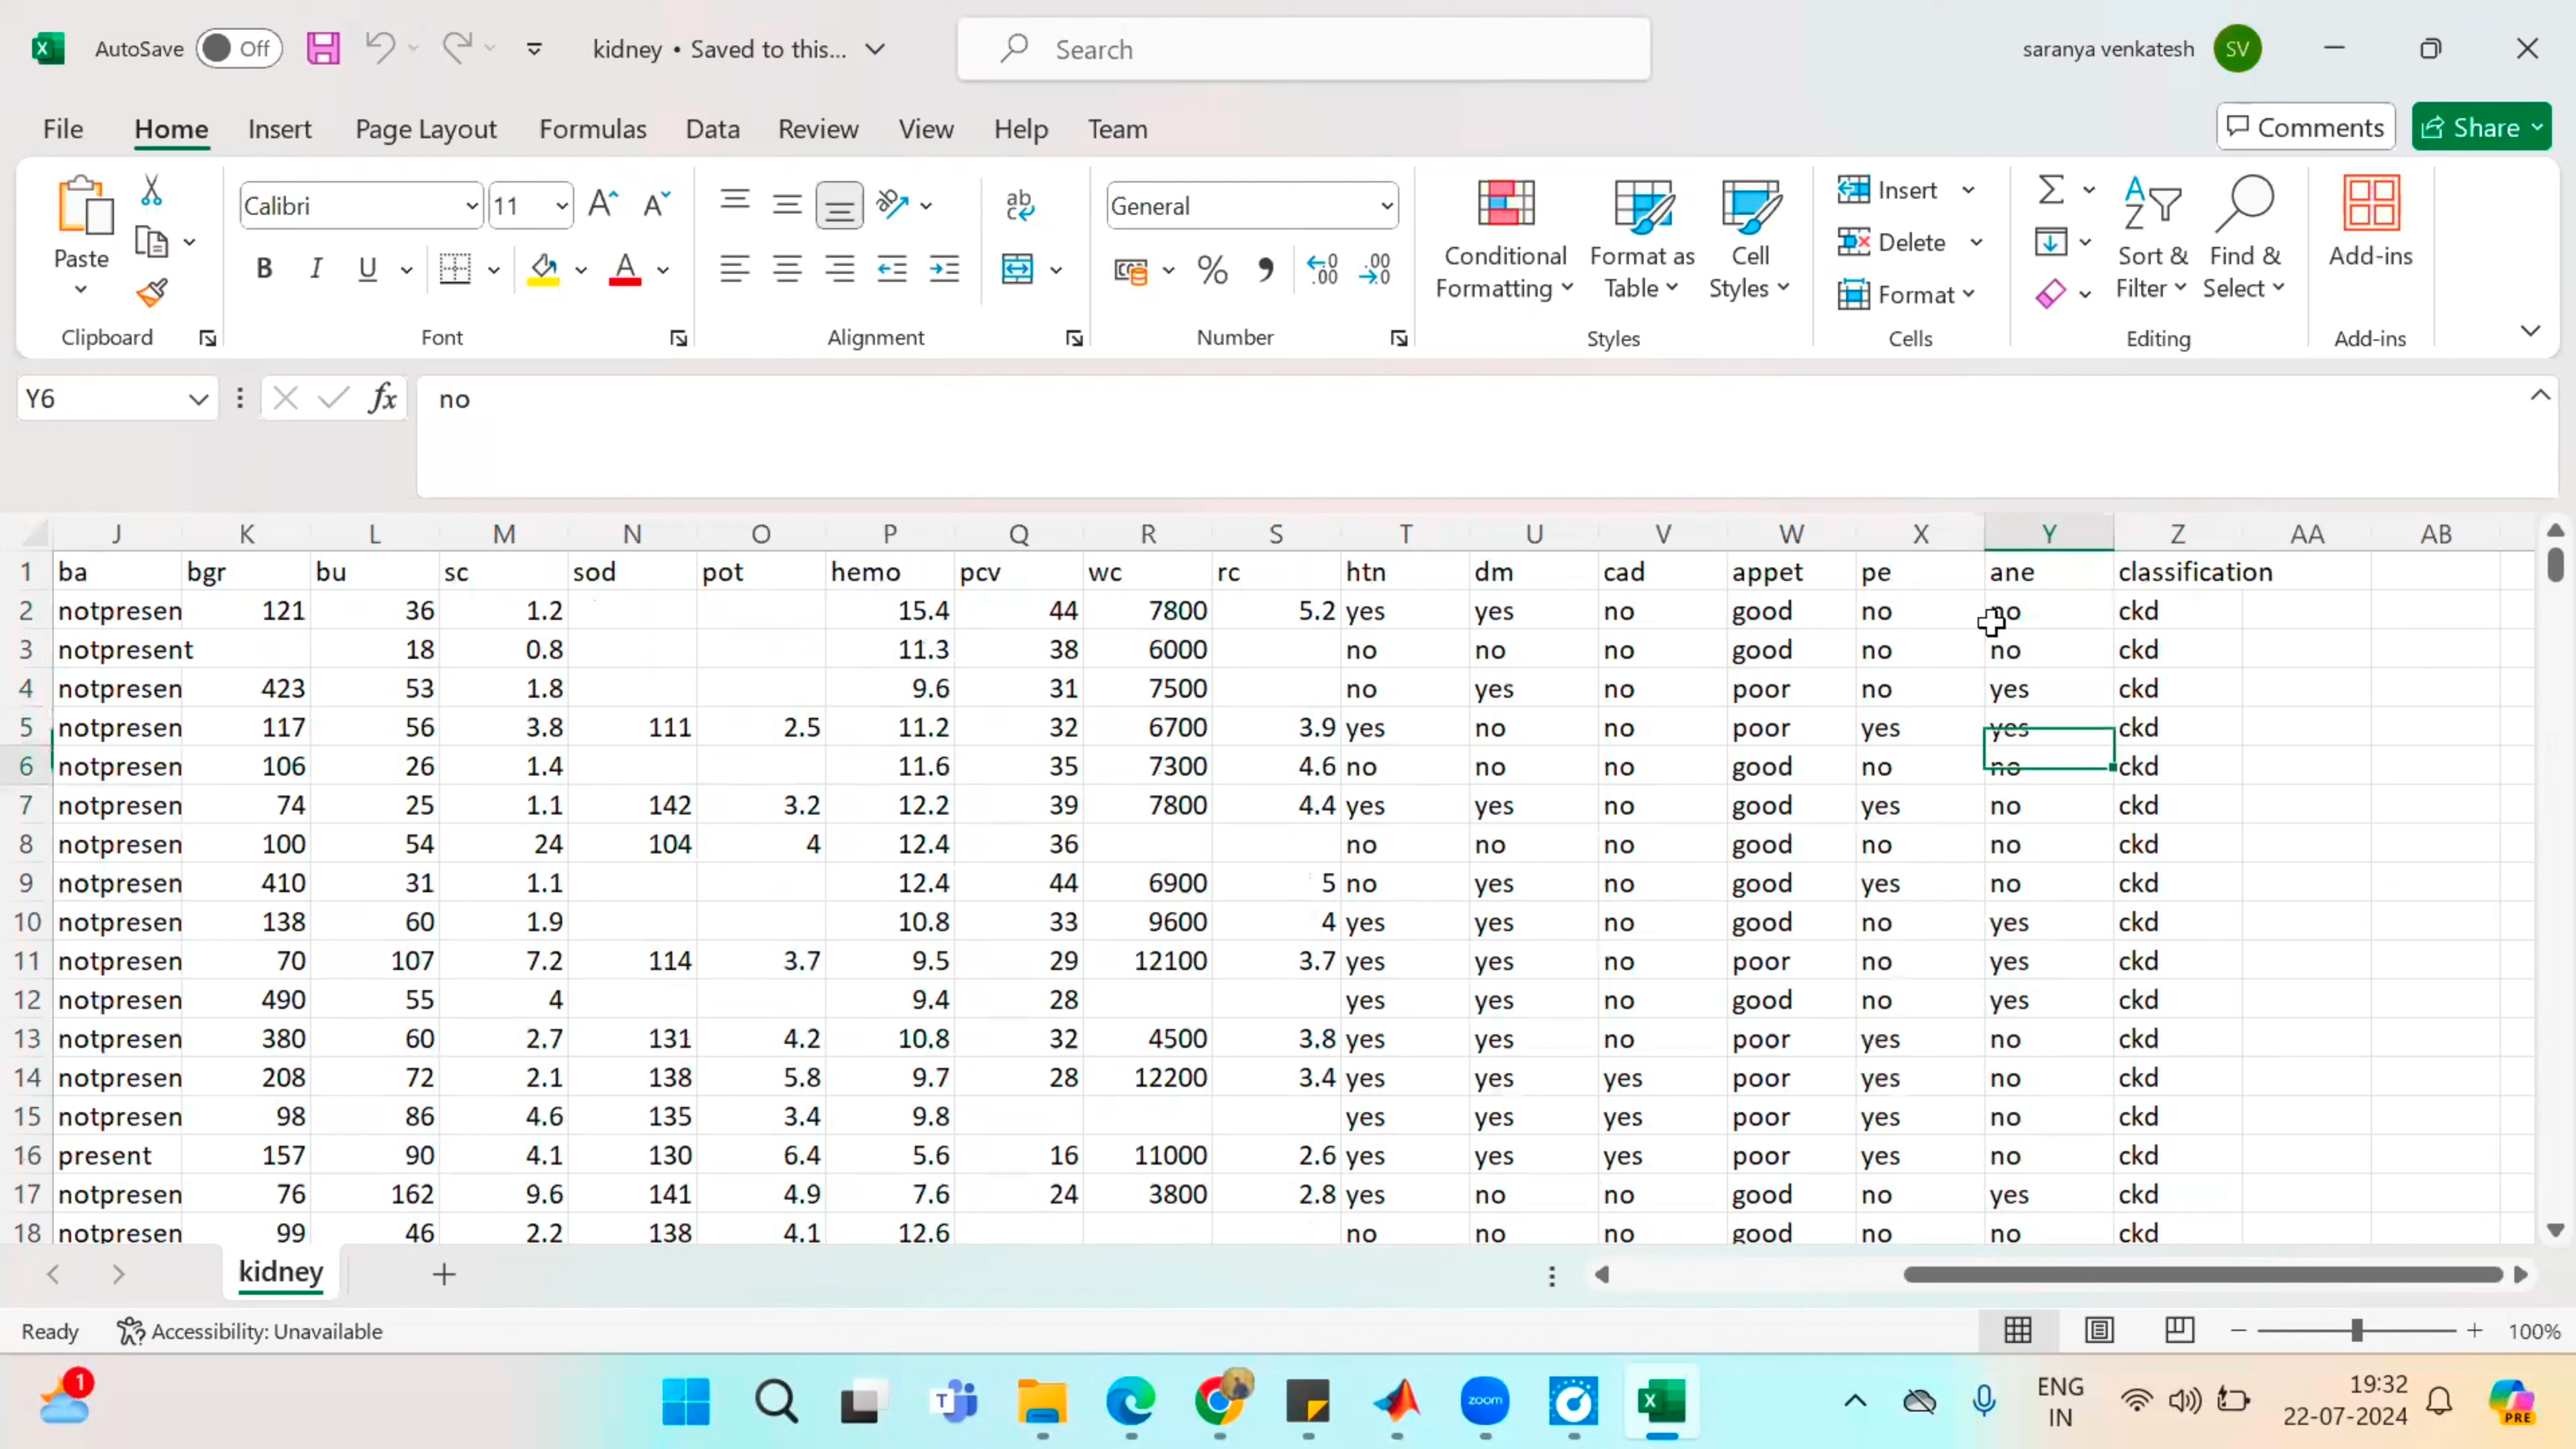 AutoSave Off kidney • Saved to this... Search saranya venkatesh SV
File Home Insert Page Layout Formulas Data Review View Help Team Comments Share
Paste Calibri 11 General Conditional Formatting Format as Table Cell Styles Insert Delete Format Sort & Filter Find & Select Add-ins
Clipboard Font Alignment Number Styles Cells Editing Add-ins
Y6 fx no
J K L M N O P Q R S T U V W X Y Z AA AB
1 ba bgr bu sc sod pot hemo pcv wc rc htn dm cad appet pe ane classification
2 notpresen 121 36 1.2 15.4 44 7800 5.2 yes yes no good no no ckd
3 notpresent 18 0.8 11.3 38 6000 no no no good no no ckd
4 notpresen 423 53 1.8 9.6 31 7500 no yes no poor no yes ckd
5 notpresen 117 56 3.8 111 2.5 11.2 32 6700 3.9 yes no no poor yes yes ckd
6 notpresen 106 26 1.4 11.6 35 7300 4.6 no no no good no no ckd
7 notpresen 74 25 1.1 142 3.2 12.2 39 7800 4.4 yes yes no good yes no ckd
8 notpresen 100 54 24 104 4 12.4 36 no no no good no no ckd
9 notpresen 410 31 1.1 12.4 44 6900 5 no yes no good yes no ckd
10 notpresen 138 60 1.9 10.8 33 9600 4 yes yes no good no yes ckd
11 notpresen 70 107 7.2 114 3.7 9.5 29 12100 3.7 yes yes no poor no yes ckd
12 notpresen 490 55 4 9.4 28 yes yes no good no yes ckd
13 notpresen 380 60 2.7 131 4.2 10.8 32 4500 3.8 yes yes no poor yes no ckd
14 notpresen 208 72 2.1 138 5.8 9.7 28 12200 3.4 yes yes yes poor yes no ckd
15 notpresen 98 86 4.6 135 3.4 9.8 yes yes yes poor yes no ckd
16 present 157 90 4.1 130 6.4 5.6 16 11000 2.6 yes yes yes poor yes no ckd
17 notpresen 76 162 9.6 141 4.9 7.6 24 3800 2.8 yes no no good no yes ckd
18 notpresen 99 46 2.2 138 4.1 12.6 no no no good no no ckd
kidney
Ready Accessibility: Unavailable 100%
1 zoom ENG IN 19:32 22-07-2024 PRE